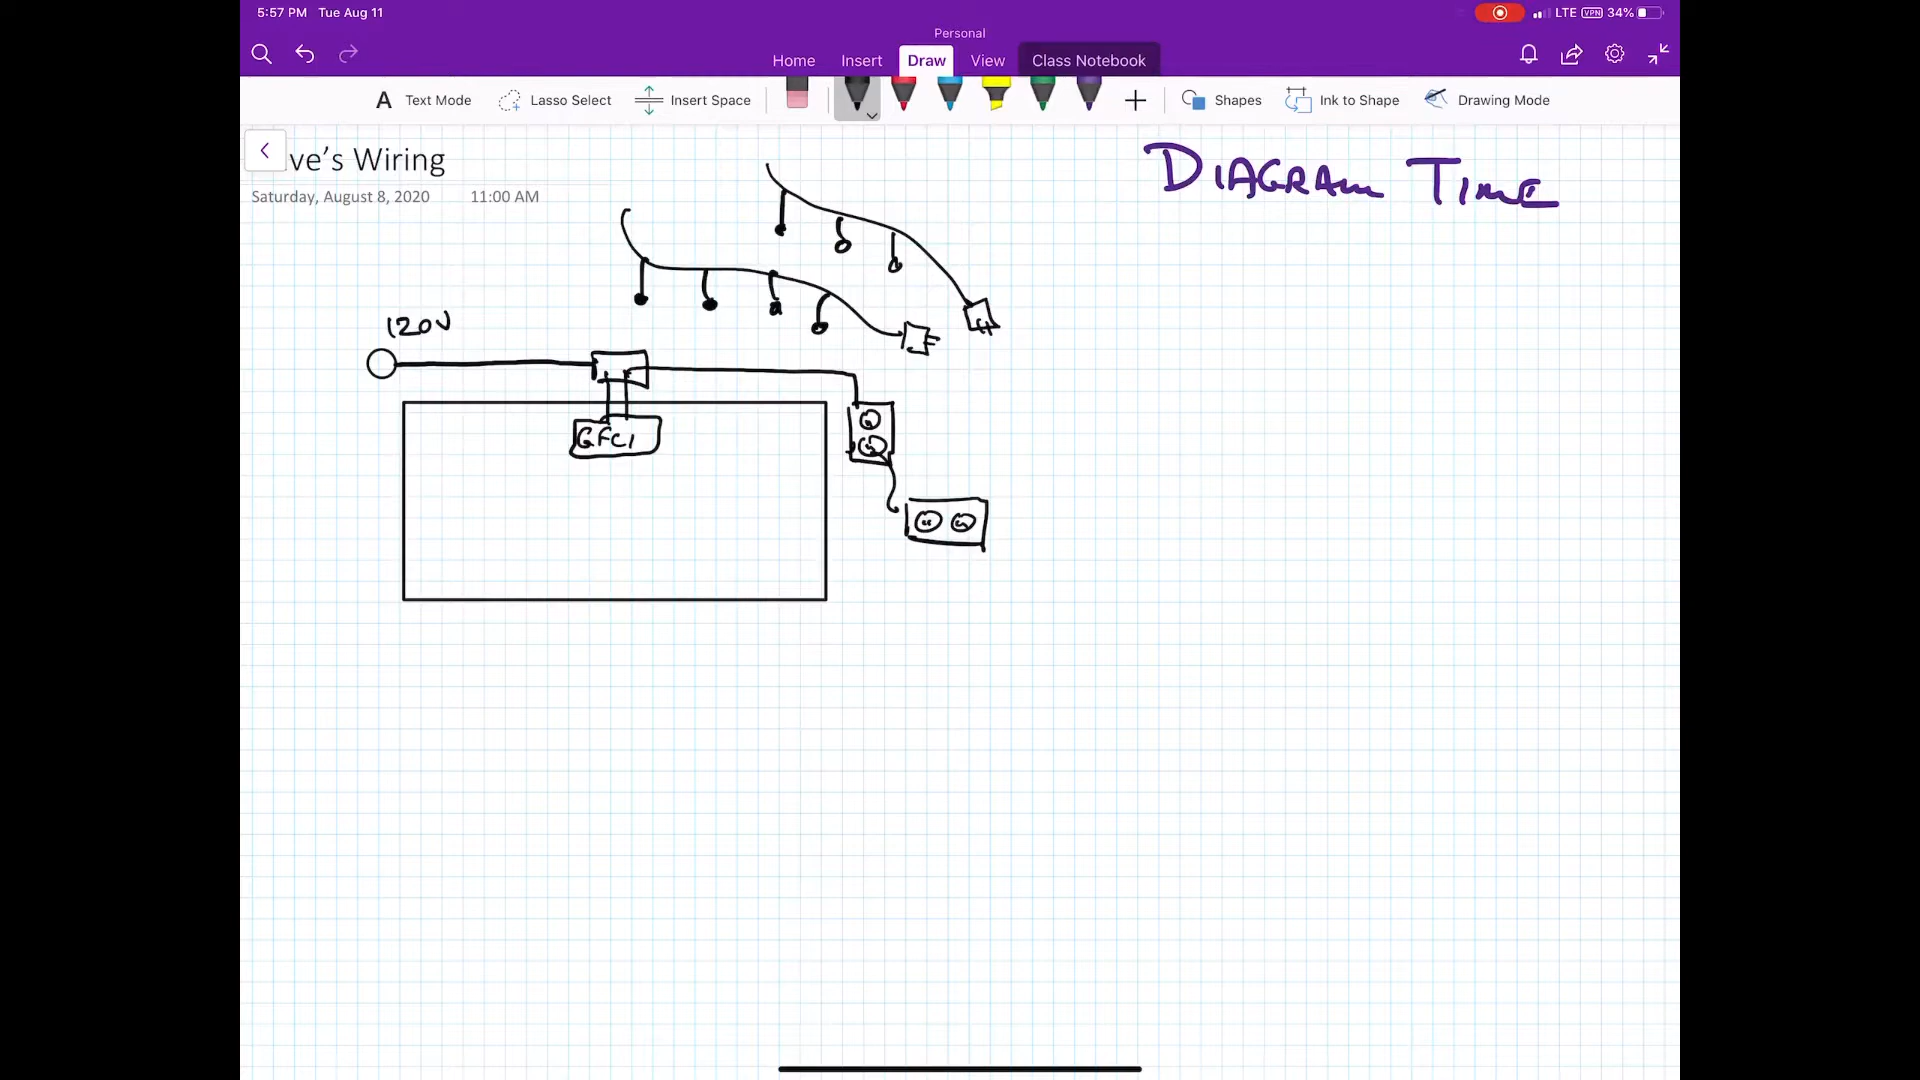 5:57 PM Tue Aug 11
LTE VPN 34%
Personal
Home Insert Draw View Class Notebook
A Text Mode Lasso Select Insert Space Shapes Ink to Shape Drawing Mode
ve's Wiring
Saturday, August 8, 2020 11:00 AM
DIAGRAM TIME
120V
GFCI